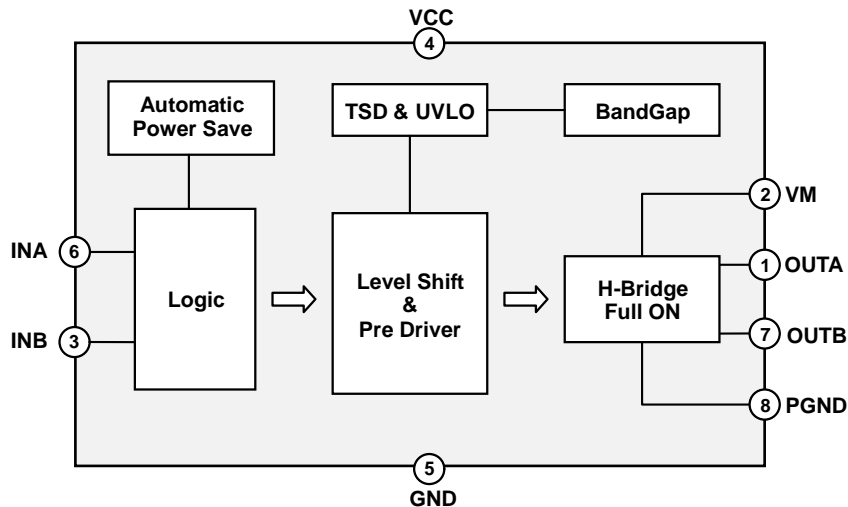 VCC
4
Automatic
Power Save
TSD & UVLO
BandGap
2 VM
INA 6
1 OUTA
Logic
Level Shift
&
Pre Driver
H-Bridge
Full ON
INB 3
7 OUTB
8 PGND
5
GND